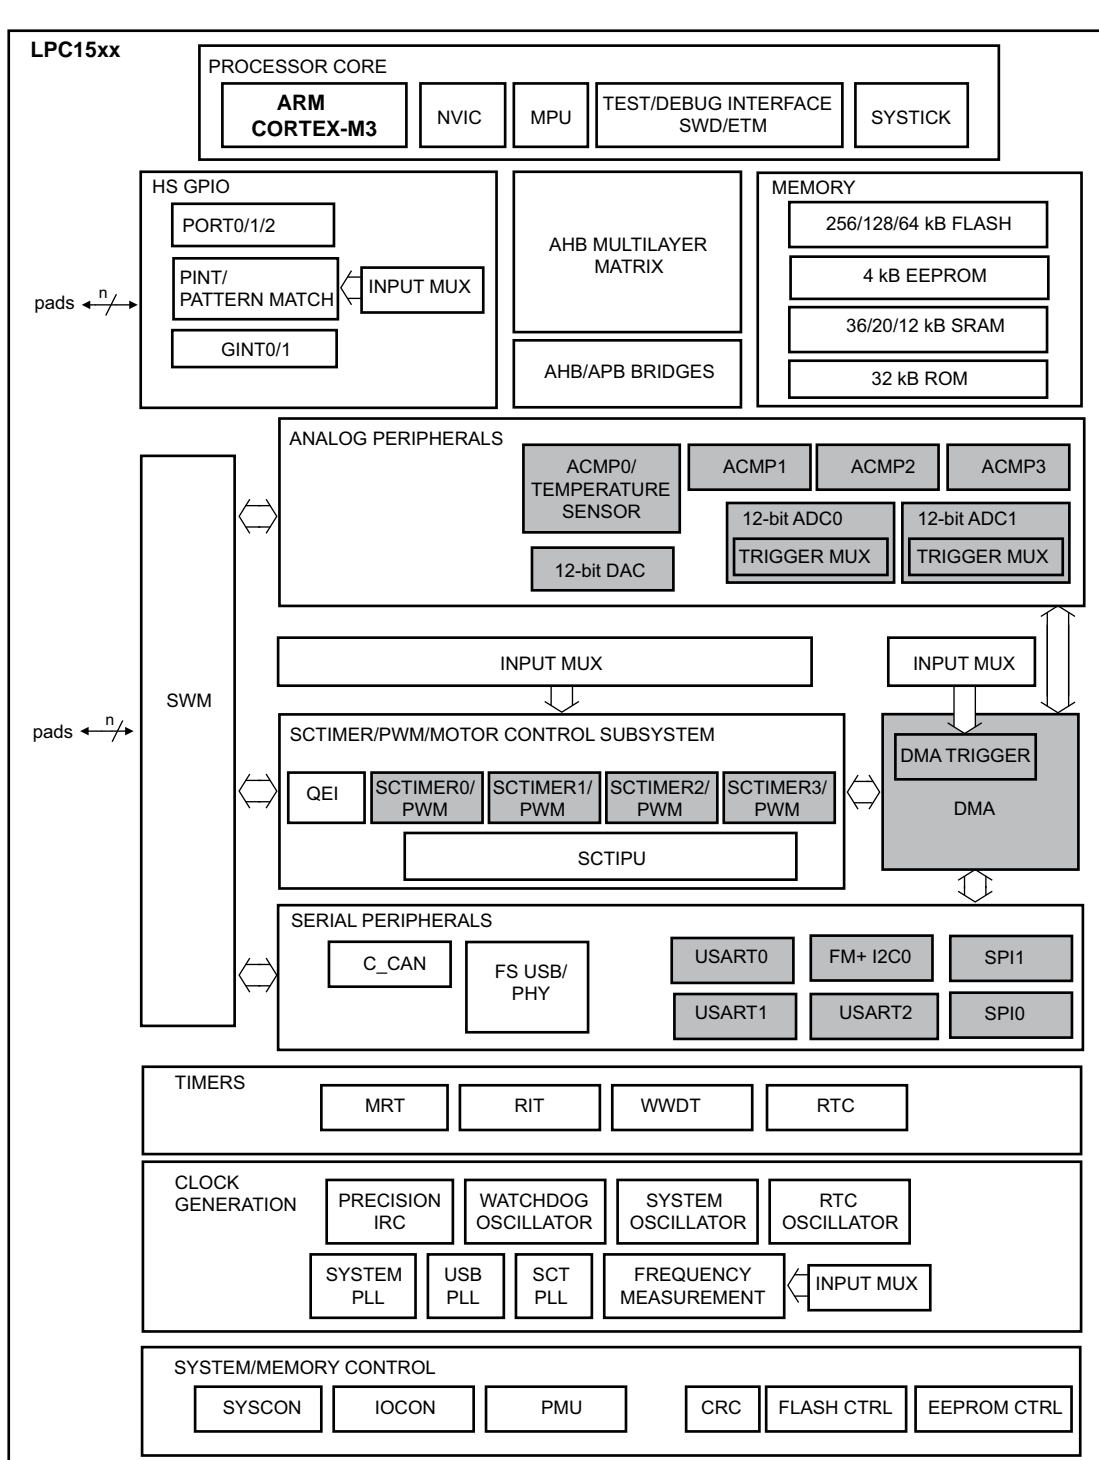 LPC15xx
PROCESSOR CORE
ARM
CORTEX-M3
NVIC
MPU
TEST/DEBUG INTERFACE
SWD/ETM
SYSTICK
HS GPIO
PORT0/1/2
PINT/
PATTERN MATCH
INPUT MUX
GINT0/1
pads
n
AHB MULTILAYER
MATRIX
AHB/APB BRIDGES
MEMORY
256/128/64 kB FLASH
4 kB EEPROM
36/20/12 kB SRAM
32 kB ROM
ANALOG PERIPHERALS
ACMP0/
TEMPERATURE
SENSOR
ACMP1
ACMP2
ACMP3
12-bit DAC
12-bit ADC0
TRIGGER MUX
12-bit ADC1
TRIGGER MUX
SWM
pads
n
INPUT MUX
INPUT MUX
SCTIMER/PWM/MOTOR CONTROL SUBSYSTEM
QEI
SCTIMER0/
PWM
SCTIMER1/
PWM
SCTIMER2/
PWM
SCTIMER3/
PWM
SCTIPU
DMA TRIGGER
DMA
SERIAL PERIPHERALS
C_CAN
FS USB/
PHY
USART0
FM+ I2C0
SPI1
USART1
USART2
SPI0
TIMERS
MRT
RIT
WWDT
RTC
CLOCK
GENERATION
PRECISION
IRC
WATCHDOG
OSCILLATOR
SYSTEM
OSCILLATOR
RTC
OSCILLATOR
SYSTEM
PLL
USB
PLL
SCT
PLL
FREQUENCY
MEASUREMENT
INPUT MUX
SYSTEM/MEMORY CONTROL
SYSCON
IOCON
PMU
CRC
FLASH CTRL
EEPROM CTRL